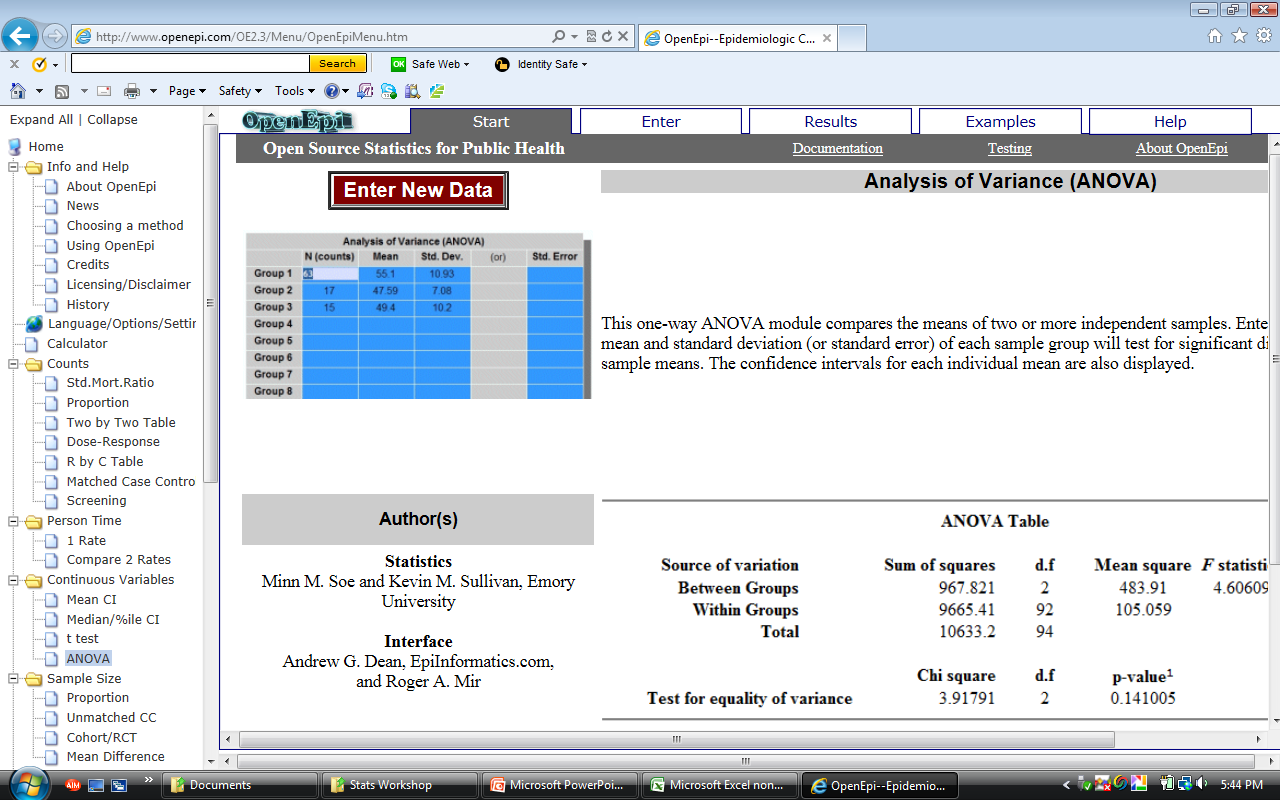 http://www.openepi.com/OE2.3/Menu/OpenEpiMenu.htm
OpenEpi--Epidemiologic C...
Search
OK Safe Web
Identity Safe
Page Safety Tools
Expand All | Collapse
Home
Info and Help
About OpenEpi
News
Choosing a method
Using OpenEpi
Credits
Licensing/Disclaimer
History
Language/Options/Settin
Calculator
Counts
Std.Mort.Ratio
Proportion
Two by Two Table
Dose-Response
R by C Table
Matched Case Contro
Screening
Person Time
1 Rate
Compare 2 Rates
Continuous Variables
Mean CI
Median/%ile CI
t test
ANOVA
Sample Size
Proportion
Unmatched CC
Cohort/RCT
Mean Difference
OpenEpi
Start Enter Results Examples Help
Open Source Statistics for Public Health Documentation Testing About OpenEpi
Enter New Data
Analysis of Variance (ANOVA)
N (counts) Mean Std. Dev. (or) Std. Error
Group 1 63 55.1 10.93
Group 2 17 47.59 7.08
Group 3 15 49.4 10.2
Group 4
Group 5
Group 6
Group 7
Group 8
Author(s)
Statistics
Minn M. Soe and Kevin M. Sullivan, Emory
University
Interface
Andrew G. Dean, EpiInformatics.com,
and Roger A. Mir
Analysis of Variance (ANOVA)
This one-way ANOVA module compares the means of two or more independent samples. Ente
mean and standard deviation (or standard error) of each sample group will test for significant di
sample means. The confidence intervals for each individual mean are also displayed.
ANOVA Table
Source of variation Sum of squares d.f Mean square F statisti
Between Groups 967.821 2 483.91 4.60609
Within Groups 9665.41 92 105.059
Total 10633.2 94
Chi square d.f p-value1
Test for equality of variance 3.91791 2 0.141005
AIM
Documents
Stats Workshop
Microsoft PowerPoi...
Microsoft Excel non...
OpenEpi--Epidemio...
5:44 PM